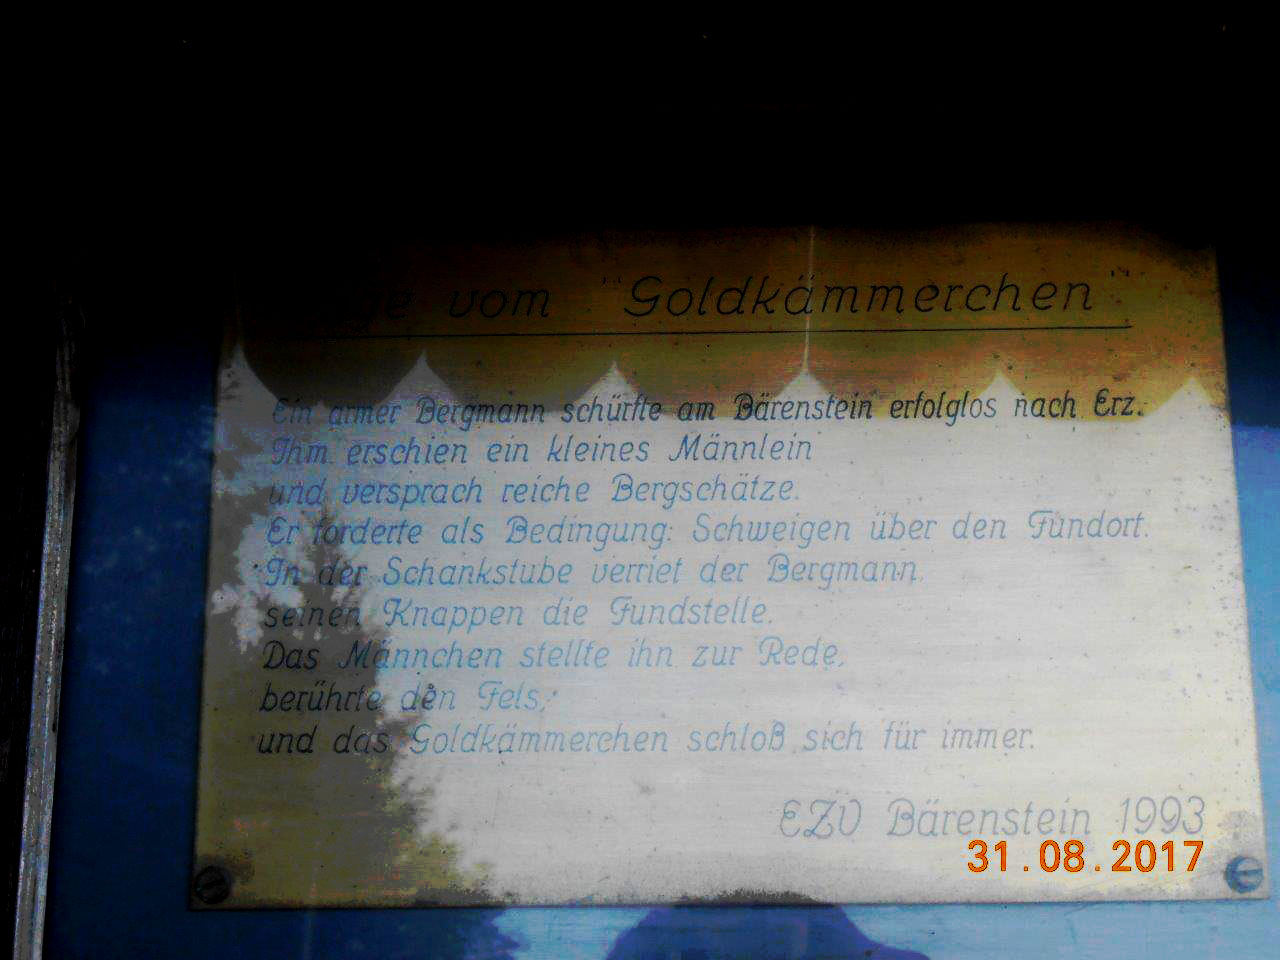 vom "Goldkämmerchen"
Ein armer Bergmann schürfte am Bärenstein erfolglos nach Erz.
Ihm erschien ein kleines Männlein
und versprach reiche Bergschätze.
Er forderte als Bedingung: Schweigen über den Fundort.
In der Schankstube verriet der Bergmann
seinen Knappen die Fundstelle.
Das Männchen stellte ihn zur Rede,
berührte den Fels,
und das Goldkämmerchen schloß sich für immer.
EZV Bärenstein 1993
31.08.2017